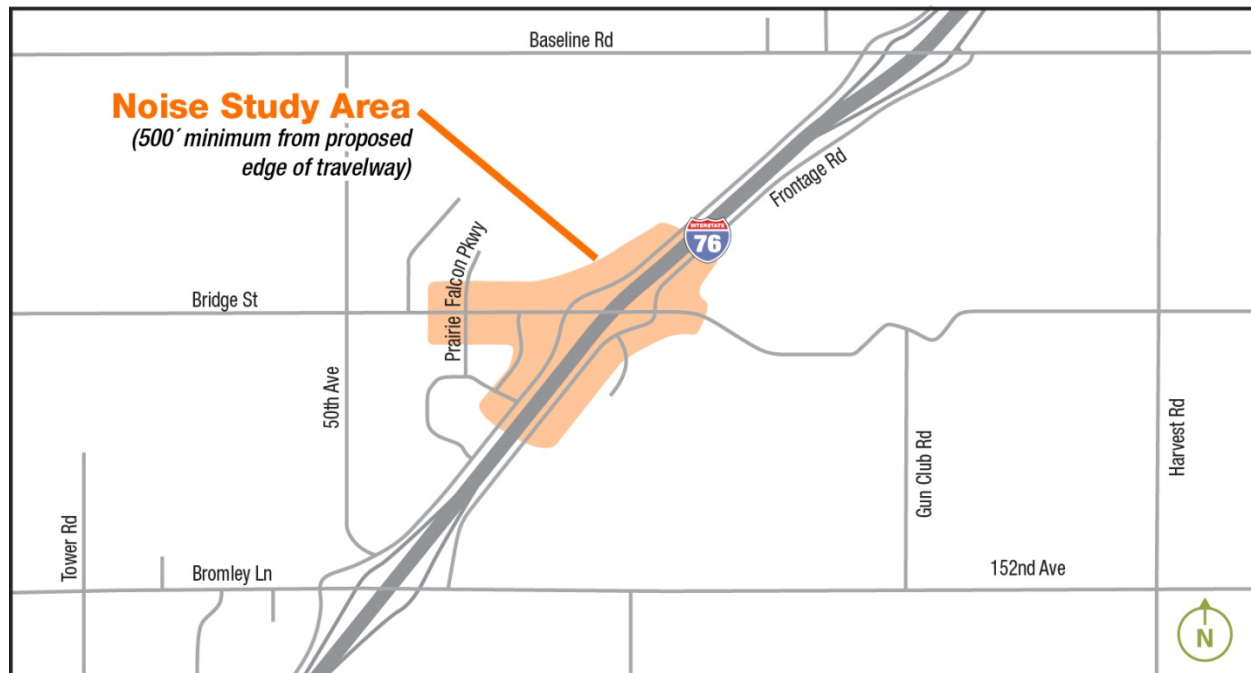 Baseline Rd
Noise Study Area
(500´ minimum from proposed
edge of travelway)
Frontage Rd
INTERSTATE
76
Prairie Falcon Pkwy
Bridge St
50th Ave
Gun Club Rd
Harvest Rd
Tower Rd
Bromley Ln
152nd Ave
N